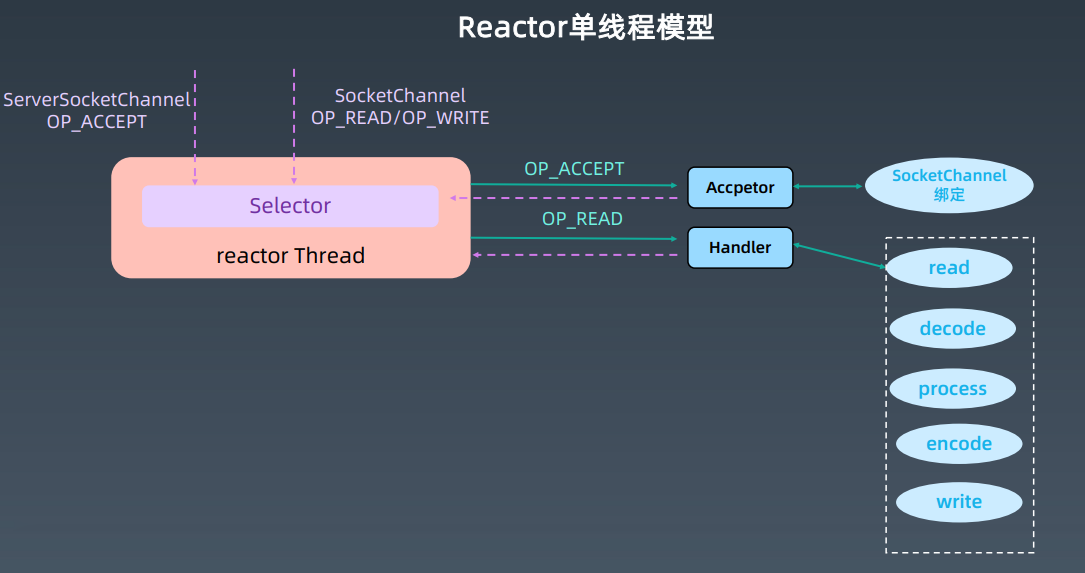 Reactor单线程模型
ServerSocketChannel
OP_ACCEPT
SocketChannel
OP_READ/OP_WRITE
Selector
reactor Thread
OP_ACCEPT
OP_READ
Accpetor
Handler
SocketChannel
绑定
read
decode
process
encode
write